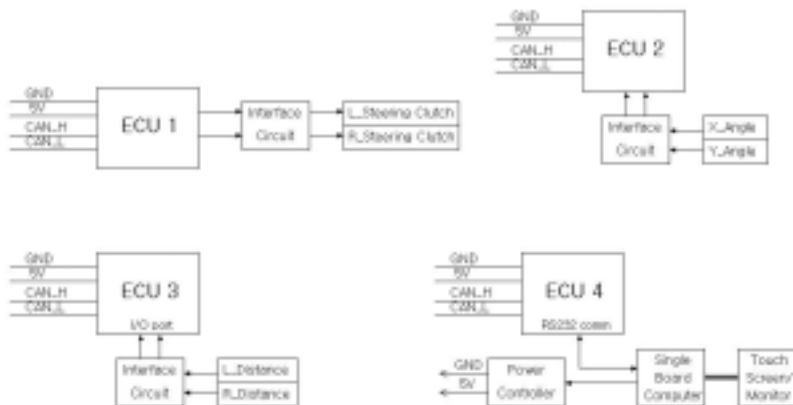 GND
5V
CAN_H
CAN_L
ECU 1
Interface
Circuit
L_Steering Clutch
R_Steering Clutch
GND
5V
CAN_H
CAN_L
ECU 2
Interface
Circuit
X_Angle
Y_Angle
GND
5V
CAN_H
CAN_L
ECU 3
I/O port
Interface
Circuit
L_Distance
R_Distance
GND
5V
CAN_H
CAN_L
ECU 4
RS232 comm
GND
5V
Power
Controller
Single
Board
Computer
Touch
Screen/
Monitor